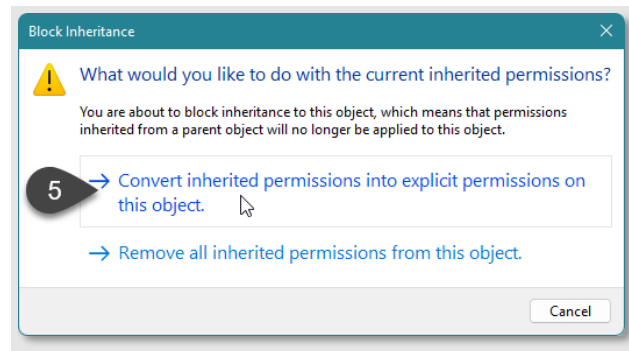 Block Inheritance
What would you like to do with the current inherited permissions?
You are about to block inheritance to this object, which means that permissions
inherited from a parent object will no longer be applied to this object.
5
Convert inherited permissions into explicit permissions on
this object.
Remove all inherited permissions from this object.
Cancel